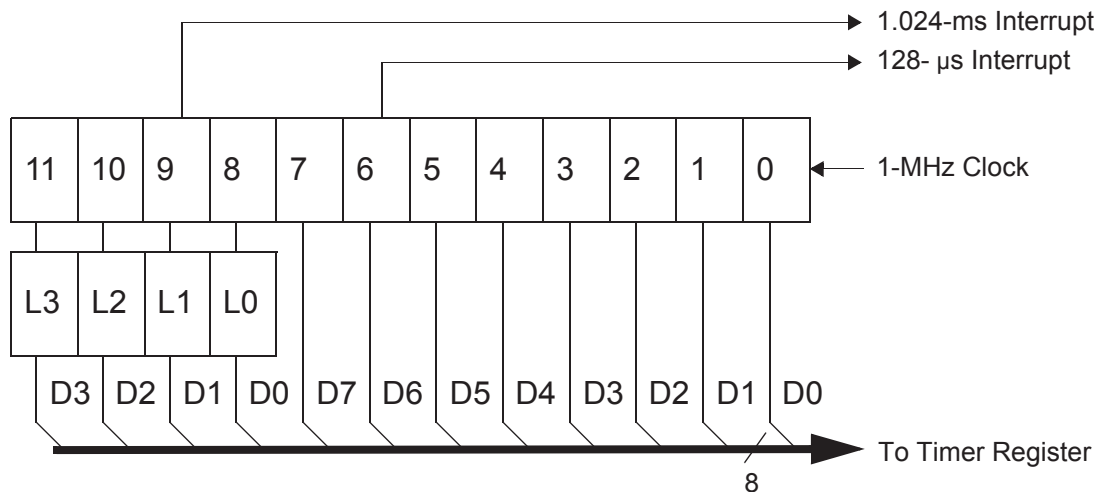 1.024-ms Interrupt
128- µs Interrupt
11 10 9 8 7 6 5 4 3 2 1 0
1-MHz Clock
L3 L2 L1 L0
D3 D2 D1 D0 D7 D6 D5 D4 D3 D2 D1 D0
To Timer Register
8